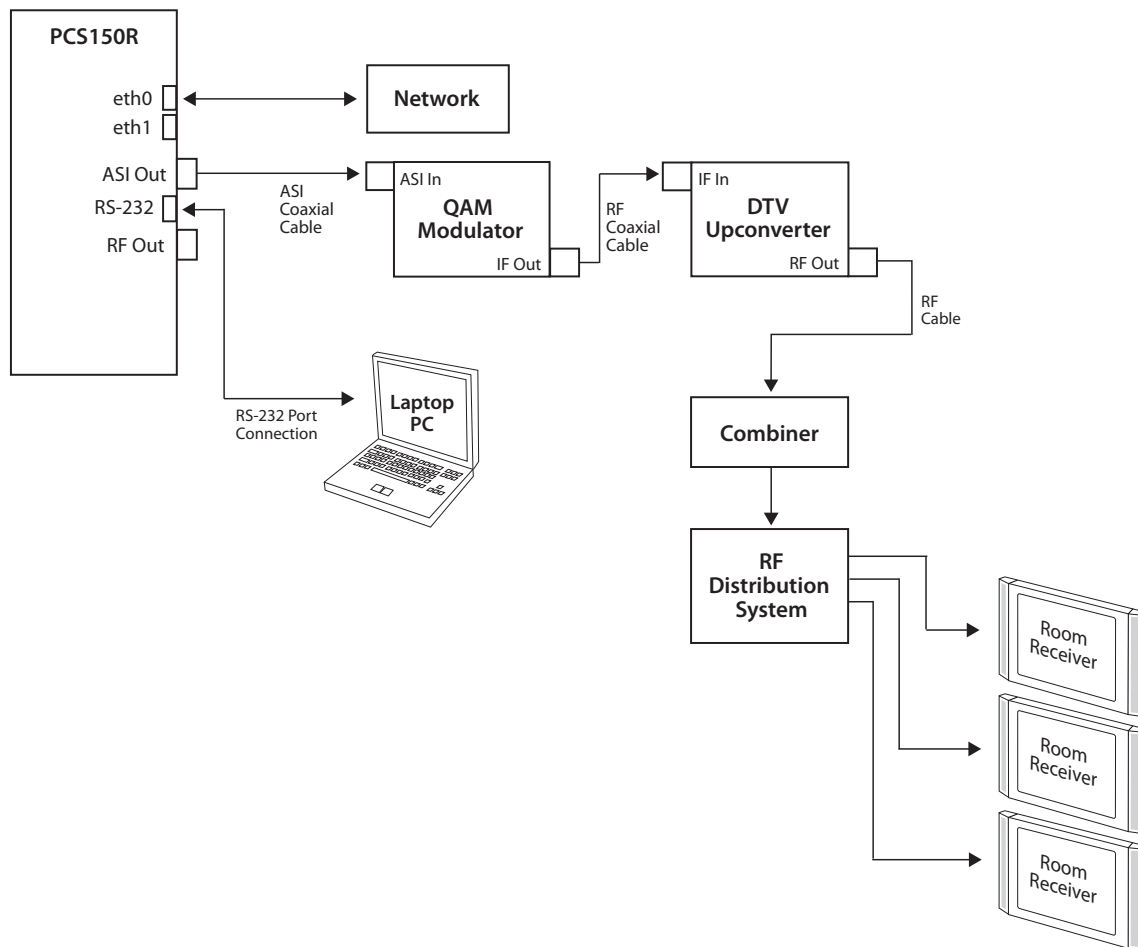 PCS150R
eth0
eth1
ASI Out
RS-232
RF Out
Network
ASI
Coaxial
Cable
ASI In
QAM
Modulator
IF Out
RF
Coaxial
Cable
IF In
DTV
Upconverter
RF Out
RF
Cable
RS-232 Port
Connection
Laptop
PC
Combiner
RF
Distribution
System
Room
Receiver
Room
Receiver
Room
Receiver